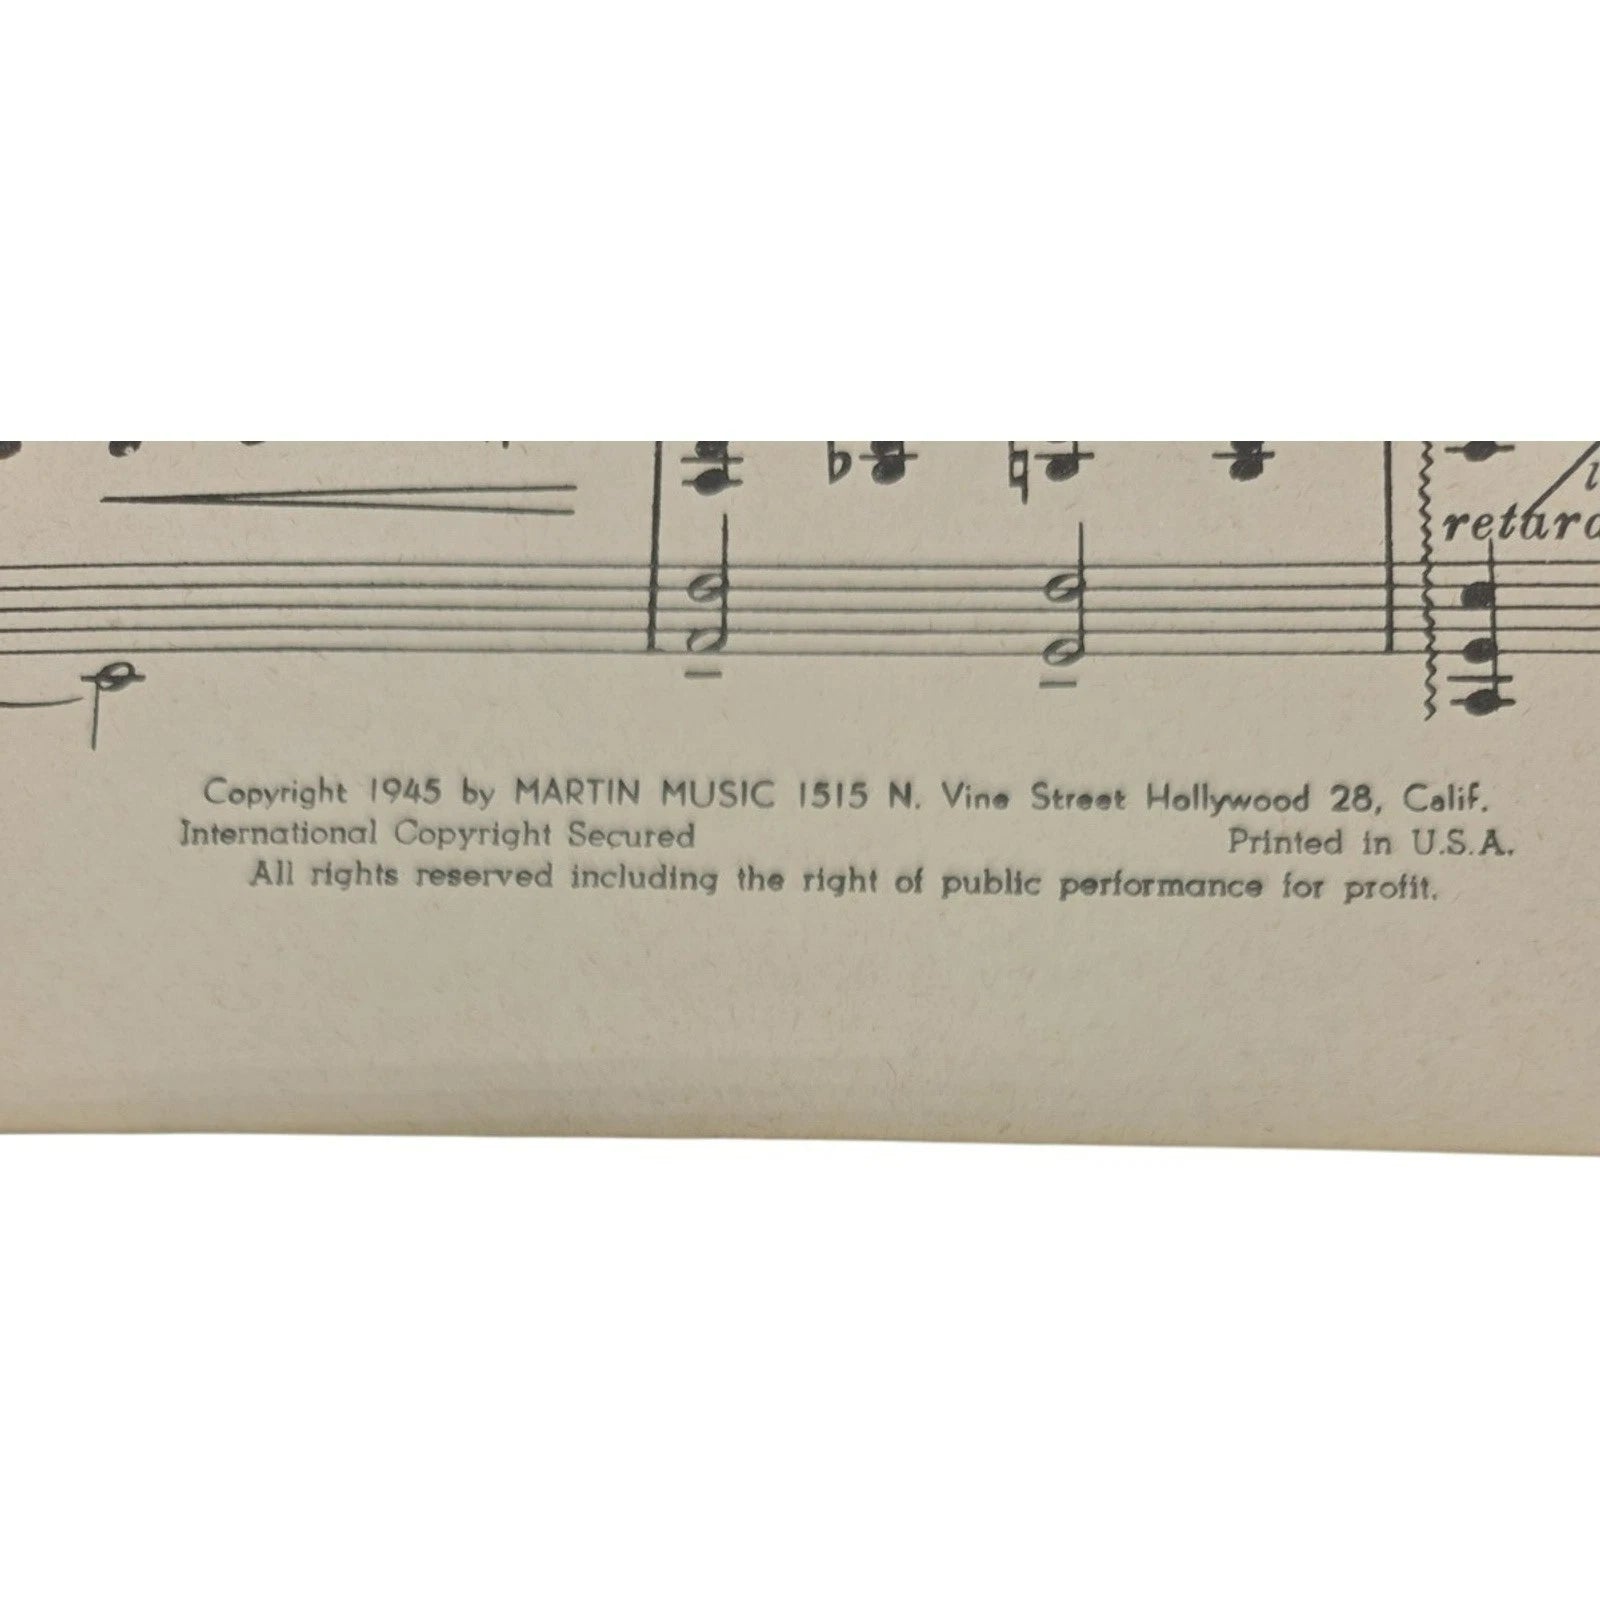 retard
Copyright 1945 by MARTIN MUSIC 1515 N. Vine Street Hollywood 28, Calif.
International Copyright Secured Printed in U.S.A.
All rights reserved including the right of public performance for profit.